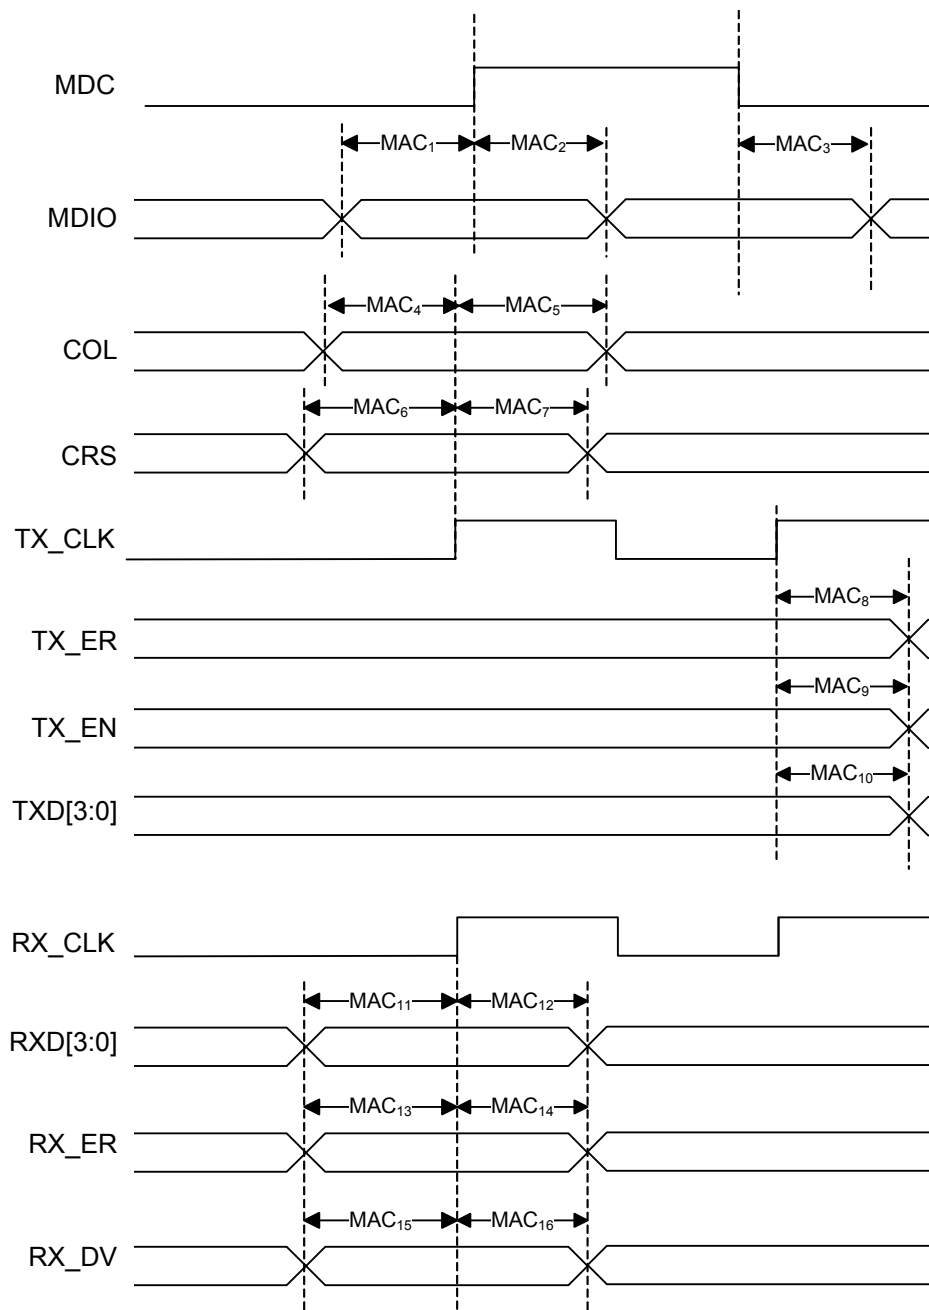 MDC
MAC₁ MAC₂ MAC₃
MDIO
MAC₄ MAC₅
COL
MAC₆ MAC₇
CRS
TX_CLK
MAC₈
TX_ER
MAC₉
TX_EN
MAC₁₀
TXD[3:0]
RX_CLK
MAC₁₁ MAC₁₂
RXD[3:0]
MAC₁₃ MAC₁₄
RX_ER
MAC₁₅ MAC₁₆
RX_DV